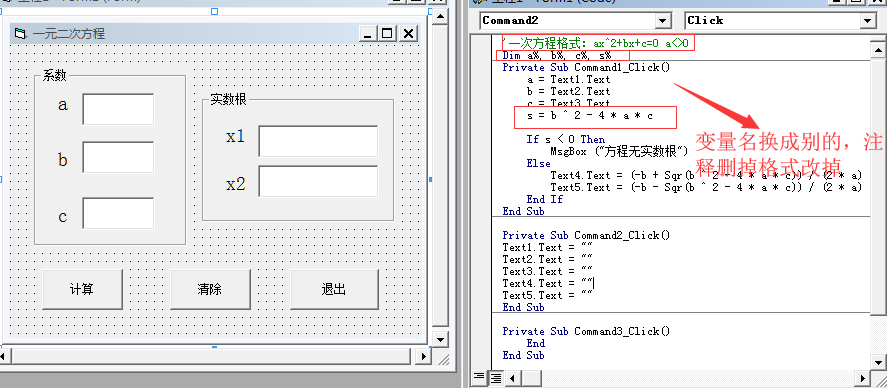 一元二次方程
系数
a
b
c
实数根
x1
x2
计算
清除
退出
Command2
Click
'一次方程格式: ax^2+bx+c=0 a<>0
Dim a%, b%, c%, s%
Private Sub Command1_Click()
a = Text1.Text
b = Text2.Text
c = Text3.Text
s = b ^ 2 - 4 * a * c
If s < 0 Then
MsgBox ("方程无实数根")
Else
Text4.Text = (-b + Sqr(b ^ 2 - 4 * a * c)) / (2 * a)
Text5.Text = (-b - Sqr(b ^ 2 - 4 * a * c)) / (2 * a)
End If
End Sub
变量名换成别的，注
释删掉格式改掉
Private Sub Command2_Click()
Text1.Text = ""
Text2.Text = ""
Text3.Text = ""
Text4.Text = ""
Text5.Text = ""
End Sub
Private Sub Command3_Click()
End
End Sub